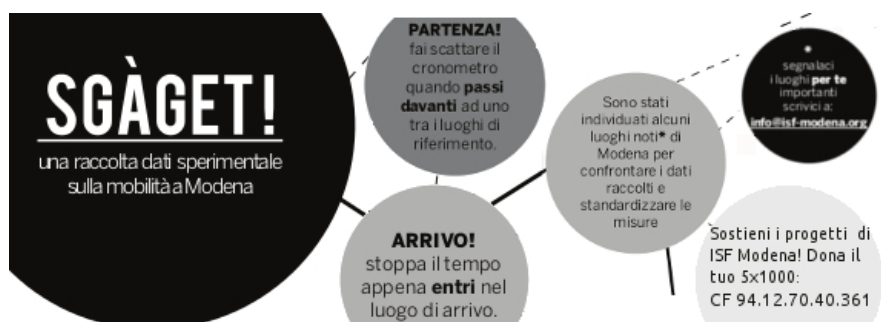 SGÀGET!
una raccolta dati sperimentale
sulla mobilità a Modena
PARTENZA!
fai scattare il
cronometro
quando passi
davanti ad uno
tra i luoghi di
riferimento.
ARRIVO!
stoppa il tempo
appena entri nel
luogo di arrivo.
Sono stati
individuati alcuni
luoghi noti* di
Modena per
confrontare i dati
raccolti e
standardizzare le
misure
*
segnalaci
i luoghi per te
importanti
scrivici a:
info@isf-modena.org
Sostieni i progetti di
ISF Modena! Dona il
tuo 5x1000:
CF 94.12.70.40.361